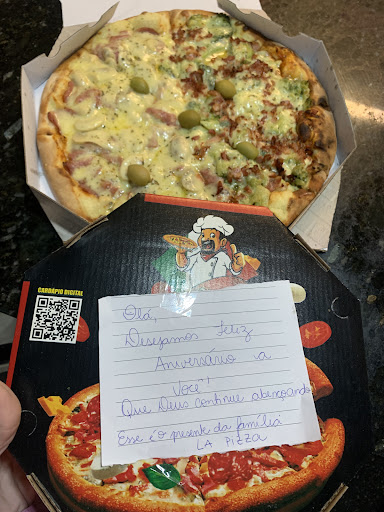 CARDÁPIO DIGITAL
Olá,
Desejamos feliz
Aniversário a
você!
Que Deus continue abençoando!
Esse é o presente da família
LA PIZZA